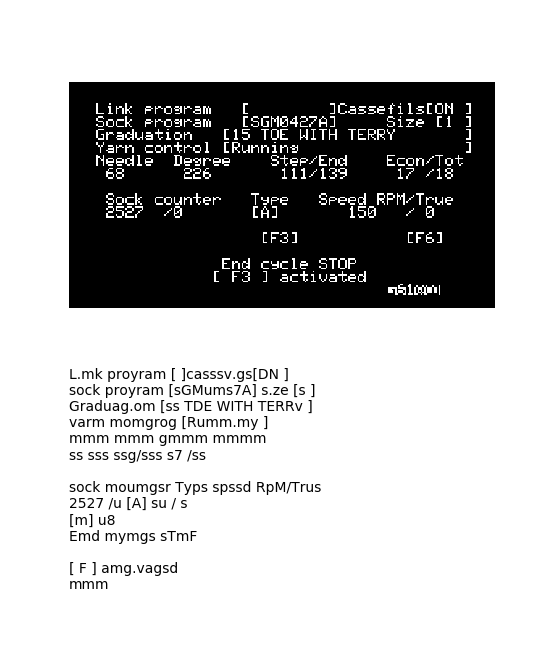 Link program [ ]Cassefils[ON ]
Sock program [SGM0427A] Size [1 ]
Graduation [15 TOE WITH TERRY ]
Yarn control [Running ]
Needle Degree Step/End Econ/Tot
68 226 111/139 17 /18
Sock counter Type Speed RPM/True
2527 /0 [A] 150 / 0
[F3] [F6]
End cycle STOP
[ F3 ] activated
L.mk proyram [ ]casssv.gs[DN ]
sock proyram [sGMums7A] s.ze [s ]
Graduag.om [ss TDE WITH TERRv ]
varm momgrog [Rumm.my ]
mmm mmm gmmm mmmm
ss sss ssg/sss s7 /ss
sock moumgsr Typs spssd RpM/Trus
2527 /u [A] su / s
[m] u8
Emd mymgs sTmF
[ F ] amg.vagsd
mmm